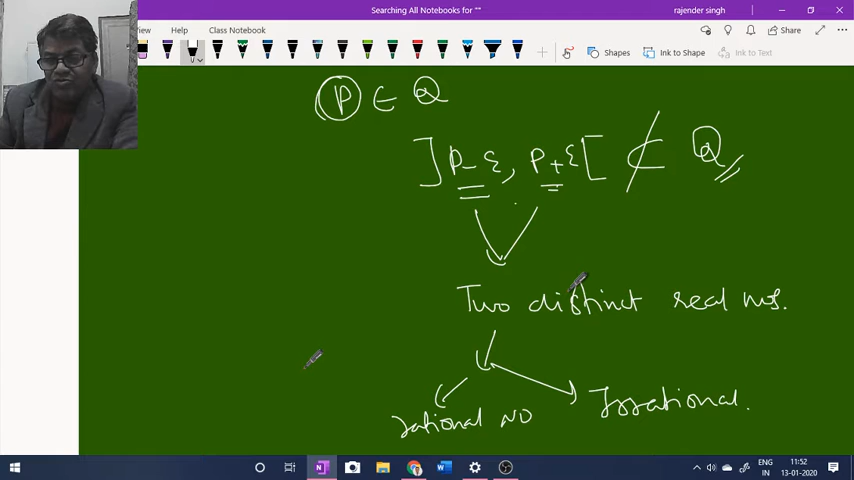 Searching All Notebooks for ""
rajender singh
View Help Class Notebook
Share
Shapes Ink to Shape Ink to Text
P ∈ Q
]P-ε, P+ε[ ⊄ Q
Two distinct real nos.
rational NO Irrational.
ENG 11:52
IN 13-01-2020